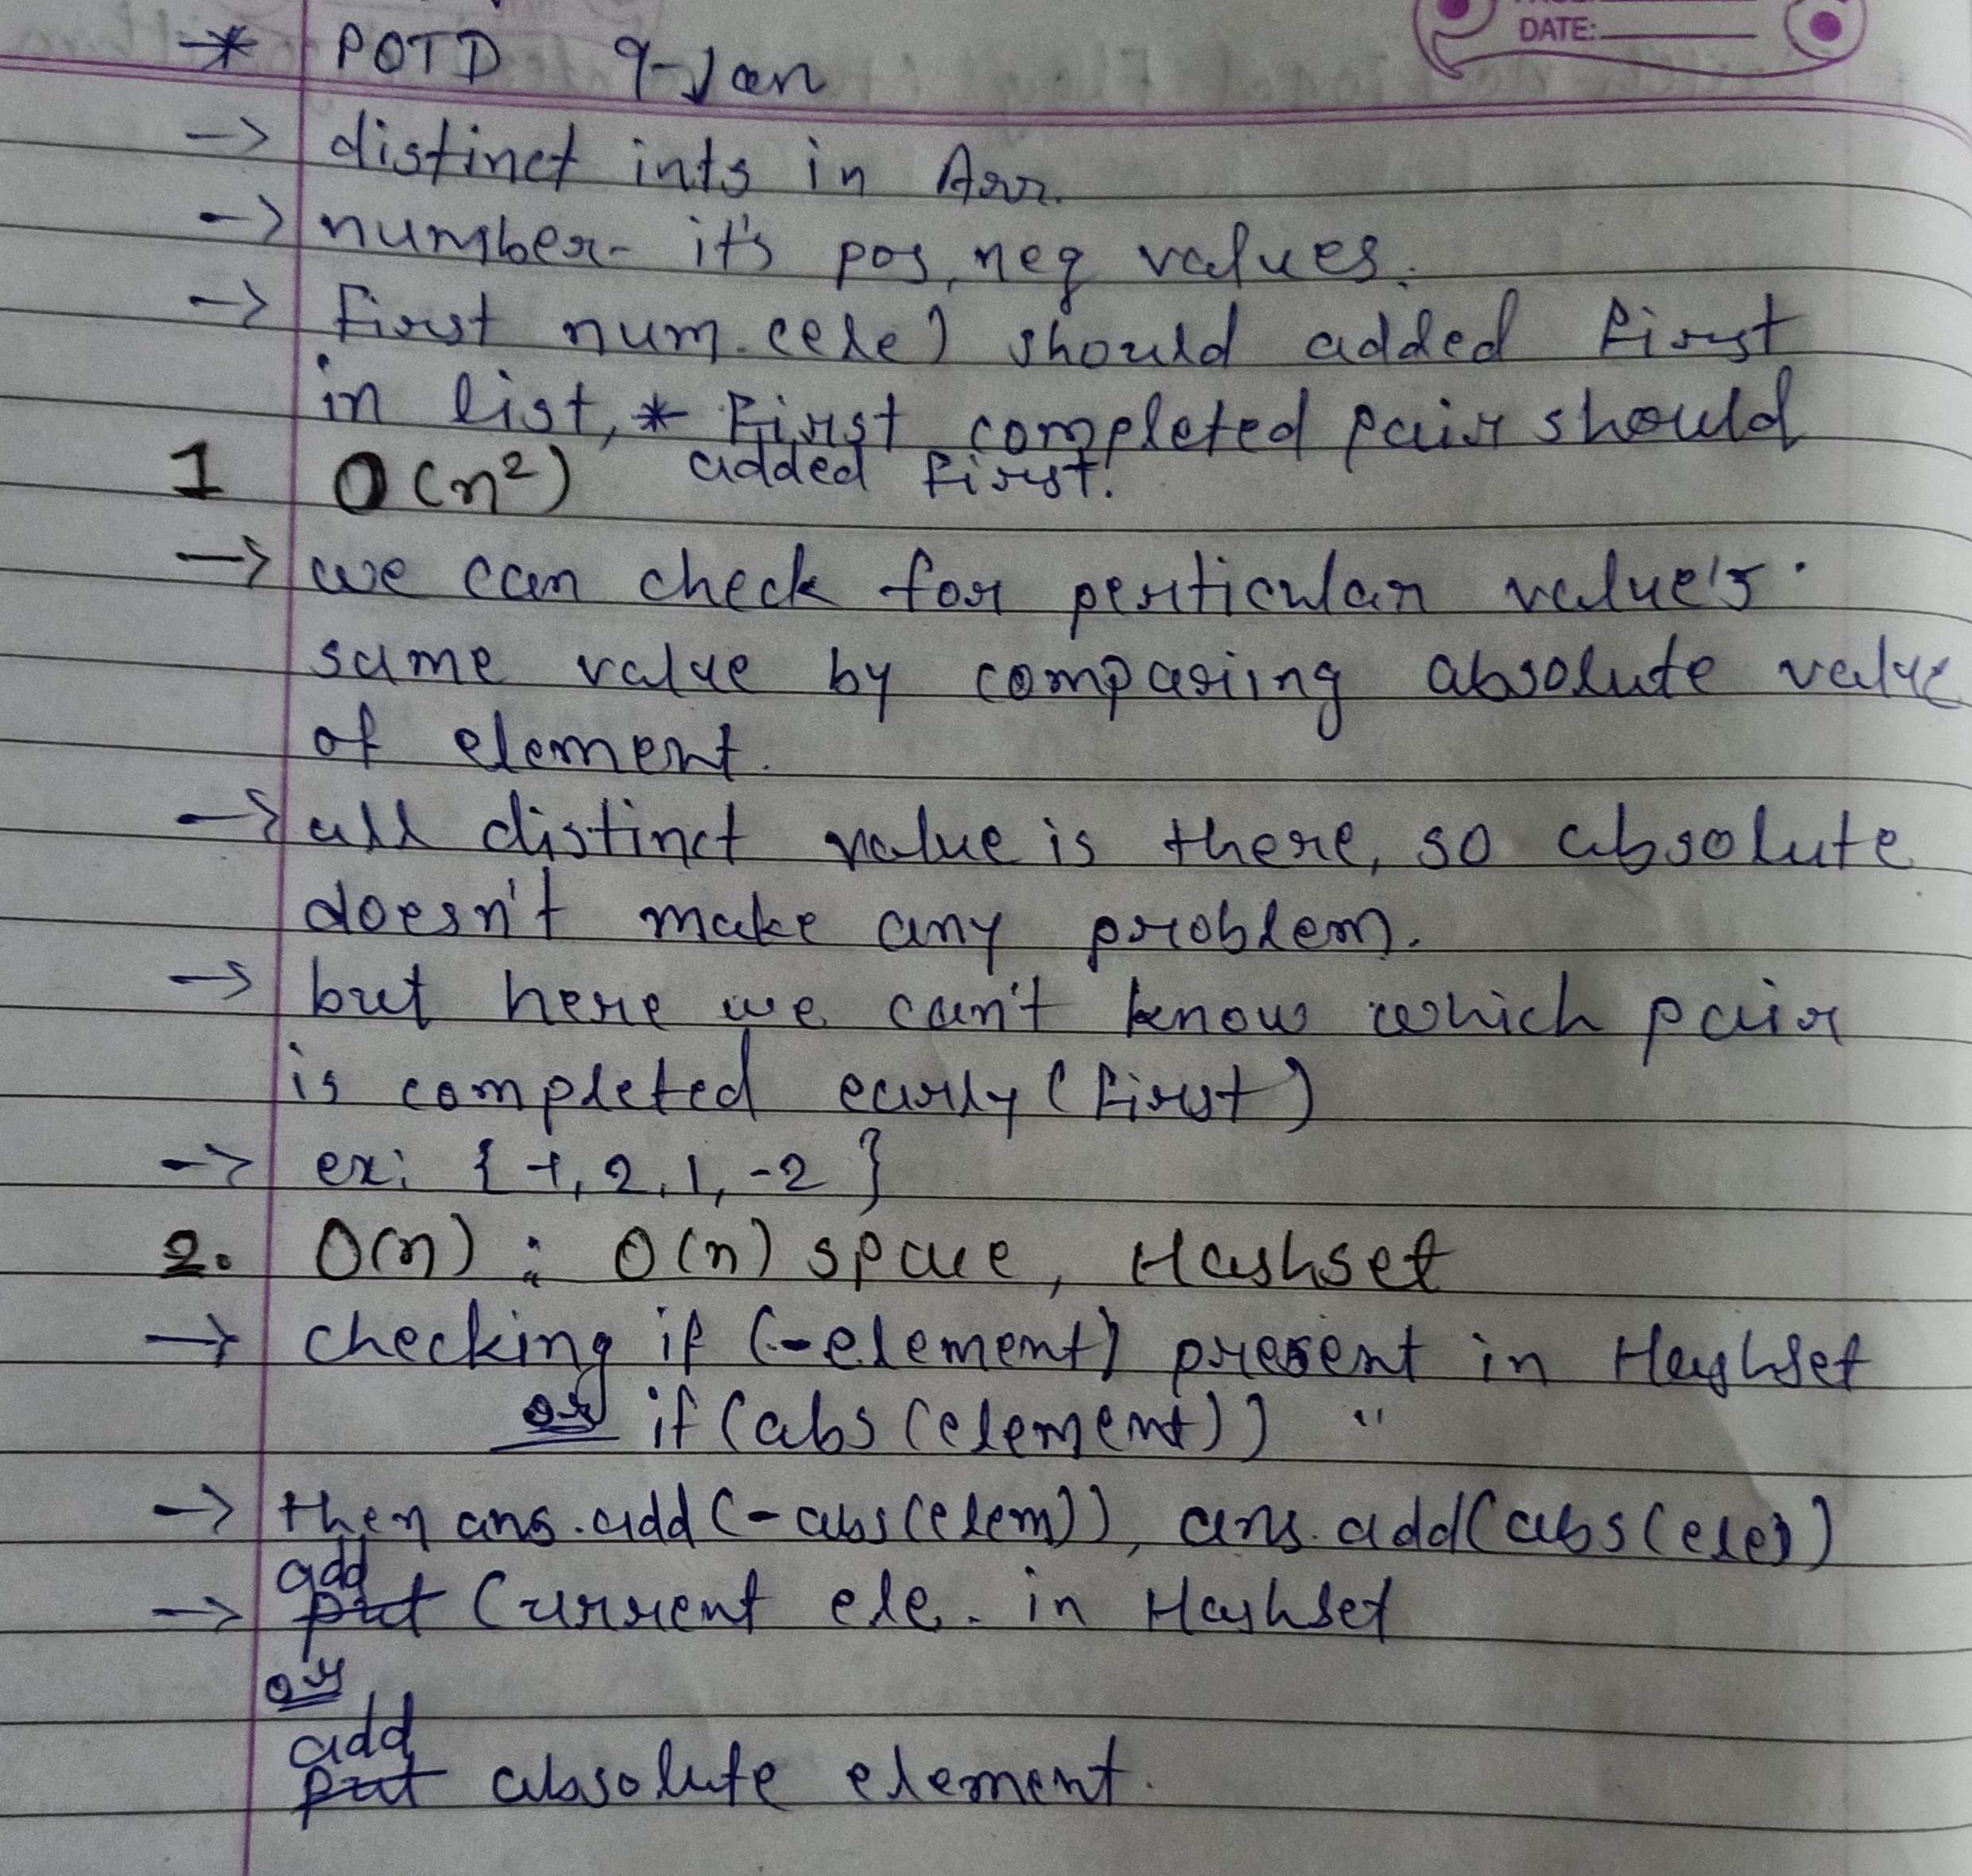 DATE:
* POTD 9-Jan
-> distinct ints in Arr.
-> number- it's pos, neg values.
-> First num.(ele) should added first
in list, * First completed pair should
added first.
1 O(n²)
-> we can check for perticular value's
same value by comparing absolute value
of element.
-> all distinct value is there, so absolute
doesn't make any problem.
-> but here we can't know which pair
is completed early (first)
-> ex: { -1, 2, 1, -2 }
2. O(n) : O(n) space, Hashset
-> checking if (-element) present in Hashset
or if (abs (element)) "
-> then ans.add(-abs(elem)), ans.add(abs(ele))
add
-> put Current ele. in Hashset
or
add
put absolute element.